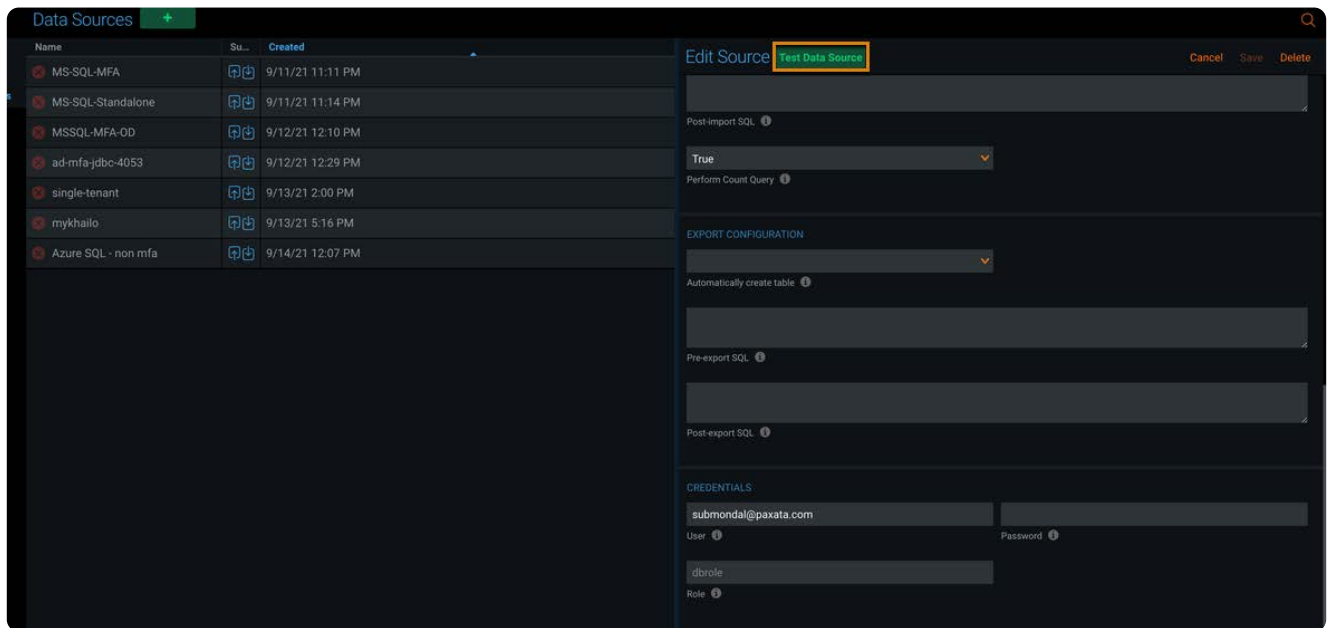 Data Sources +
Name Su... Created
MS-SQL-MFA 9/11/21 11:11 PM
MS-SQL-Standalone 9/11/21 11:14 PM
MSSQL-MFA-OD 9/12/21 12:10 PM
ad-mfa-jdbc-4053 9/12/21 12:29 PM
single-tenant 9/13/21 2:00 PM
mykhailo 9/13/21 5:16 PM
Azure SQL - non mfa 9/14/21 12:07 PM
s
Edit Source Test Data Source Cancel Save Delete
Post-import SQL
True
Perform Count Query
EXPORT CONFIGURATION
Automatically create table
Pre-export SQL
Post-export SQL
CREDENTIALS
submondal@paxata.com
User Password
dbrole
Role